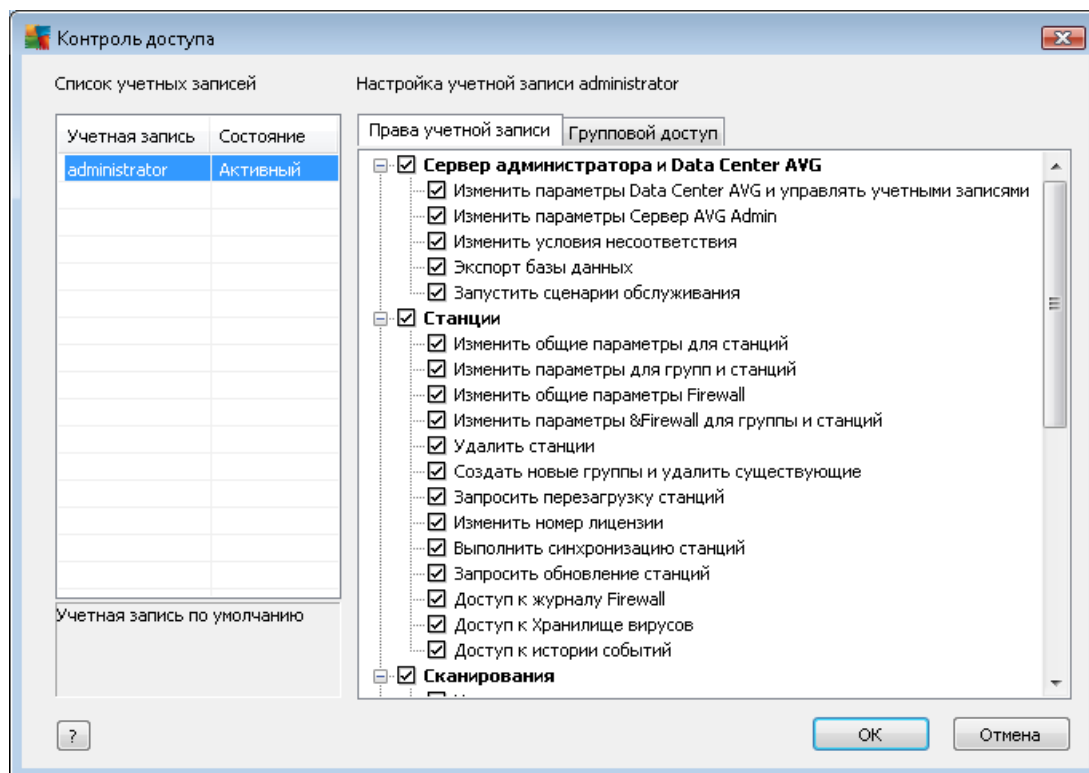 Контроль доступа
Список учетных записей
Настройка учетной записи administrator
Учетная запись Состояние
administrator Активный
Учетная запись по умолчанию
Права учетной записи Групповой доступ
Сервер администратора и Data Center AVG
Изменить параметры Data Center AVG и управлять учетными записями
Изменить параметры Сервер AVG Admin
Изменить условия несоответствия
Экспорт базы данных
Запустить сценарии обслуживания
Станции
Изменить общие параметры для станций
Изменить параметры для групп и станций
Изменить общие параметры Firewall
Изменить параметры &Firewall для группы и станций
Удалить станции
Создать новые группы и удалить существующие
Запросить перезагрузку станций
Изменить номер лицензии
Выполнить синхронизацию станций
Запросить обновление станций
Доступ к журналу Firewall
Доступ к Хранилище вирусов
Доступ к истории событий
Сканирования
?
OK
Отмена